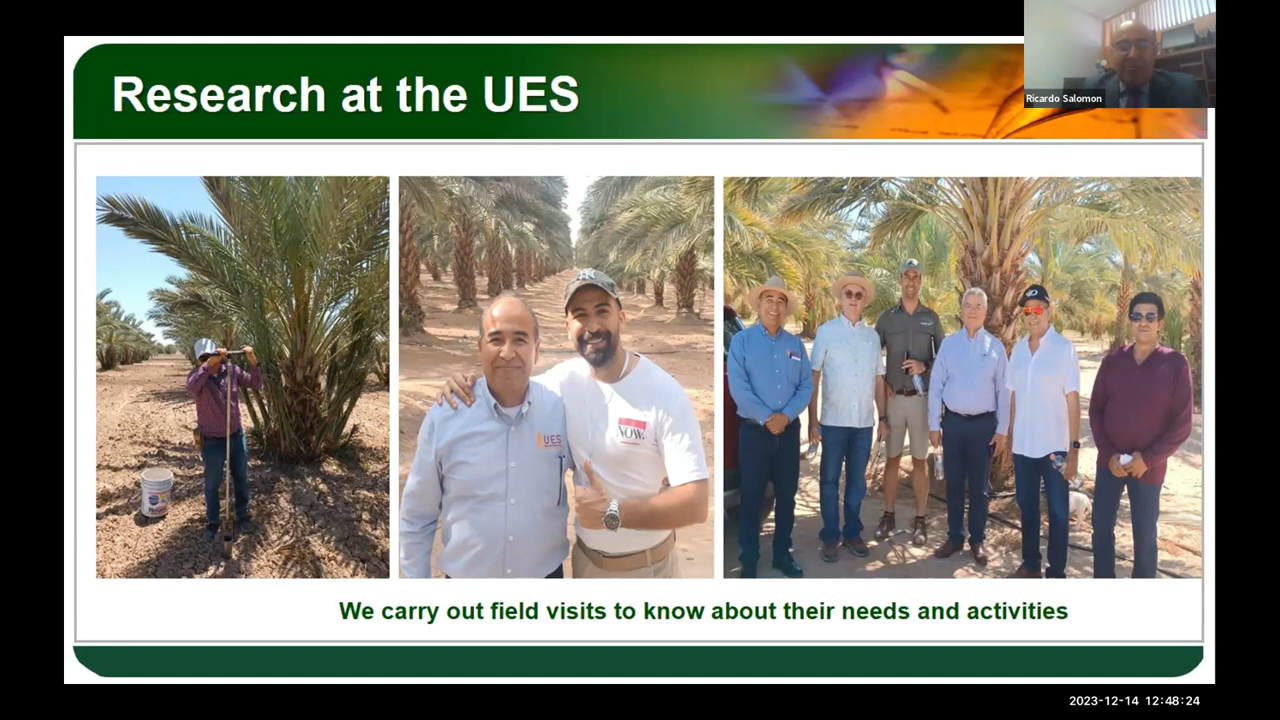 Research at the UES
Ricardo Salomon
UES
NOW.
We carry out field visits to know about their needs and activities
2023-12-14 12:48:24